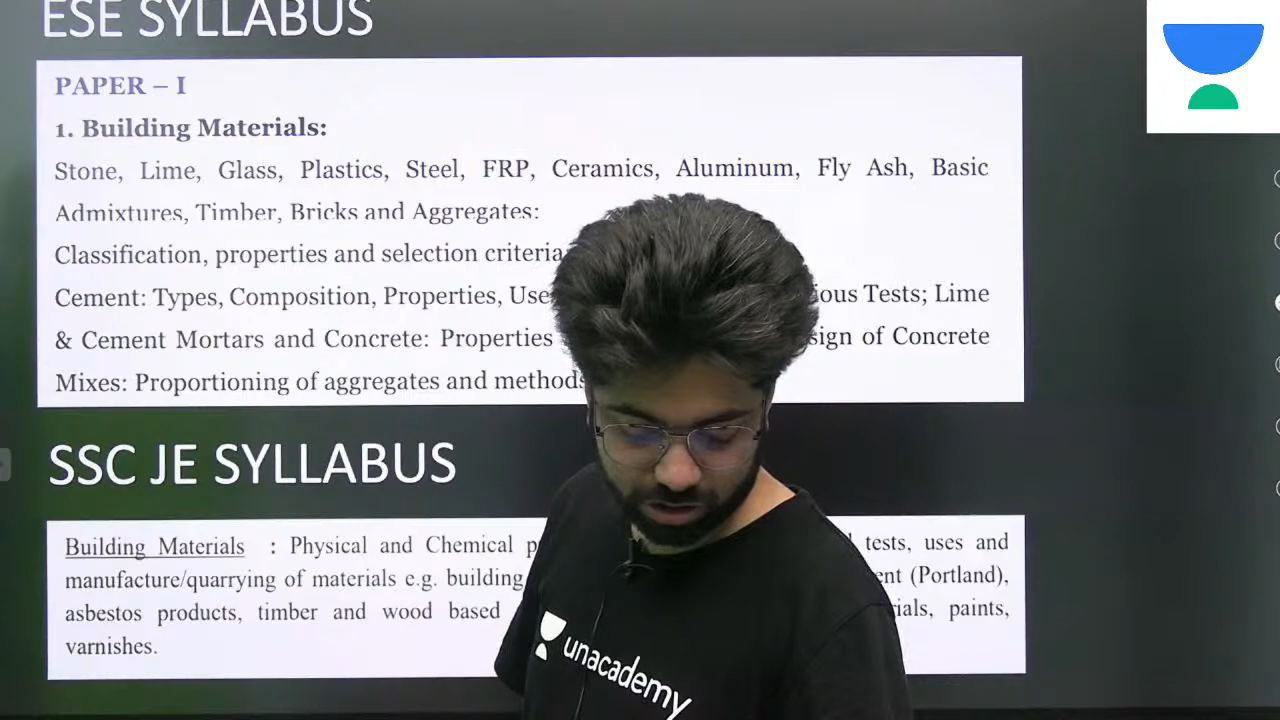 ESE SYLLABUS
PAPER – I
1. Building Materials:
Stone, Lime, Glass, Plastics, Steel, FRP, Ceramics, Aluminum, Fly Ash, Basic
Admixtures, Timber, Bricks and Aggregates:
Classification, properties and selection criteria
Cement: Types, Composition, Properties, Use ious Tests; Lime
& Cement Mortars and Concrete: Properties sign of Concrete
Mixes: Proportioning of aggregates and methods
SSC JE SYLLABUS
Building Materials : Physical and Chemical p tests, uses and
manufacture/quarrying of materials e.g. building ent (Portland),
asbestos products, timber and wood based rials, paints,
varnishes.
unacademy